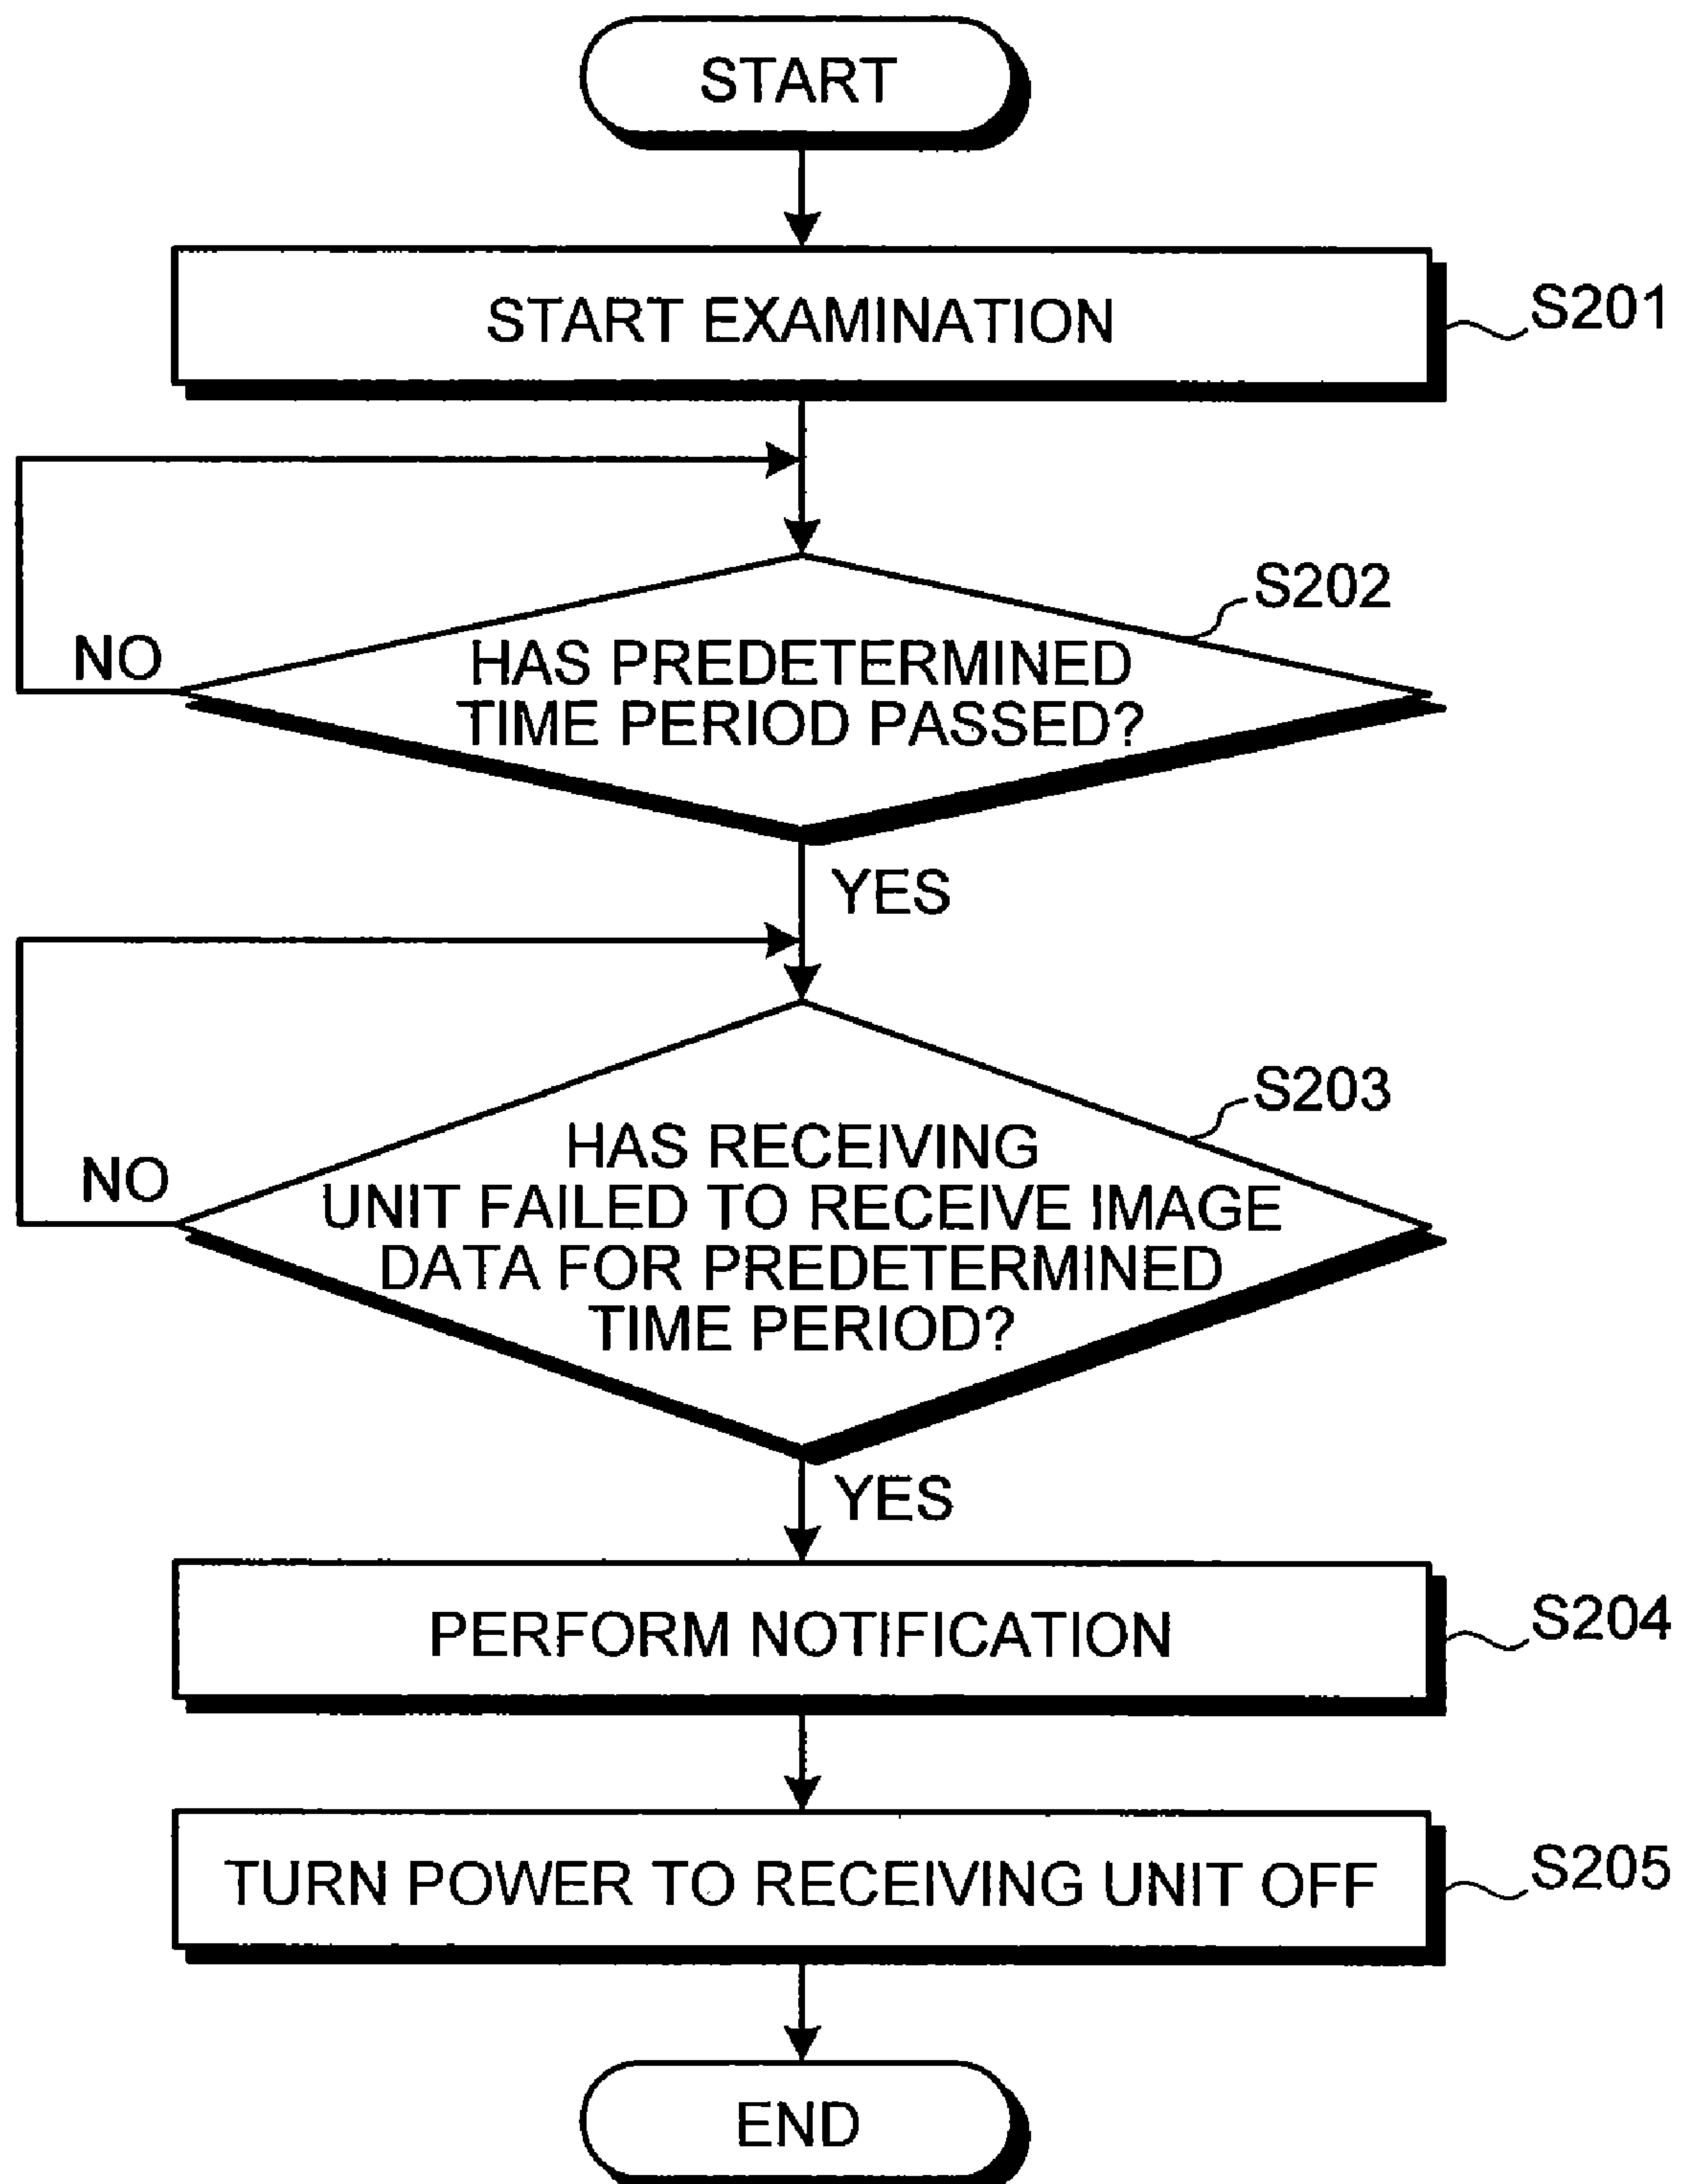 START
START EXAMINATION
S201
S202
HAS PREDETERMINED
TIME PERIOD PASSED?
NO
YES
S203
HAS RECEIVING
UNIT FAILED TO RECEIVE IMAGE
DATA FOR PREDETERMINED
TIME PERIOD?
NO
YES
PERFORM NOTIFICATION
S204
TURN POWER TO RECEIVING UNIT OFF
S205
END